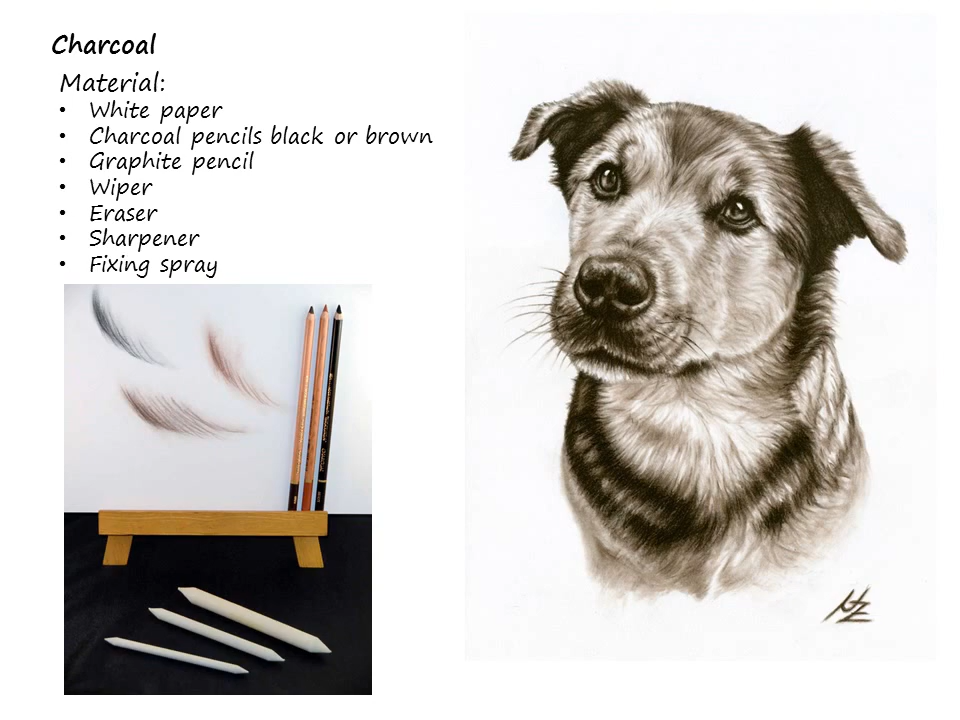 Charcoal
Material:
• White paper
• Charcoal pencils black or brown
• Graphite pencil
• Wiper
• Eraser
• Sharpener
• Fixing spray